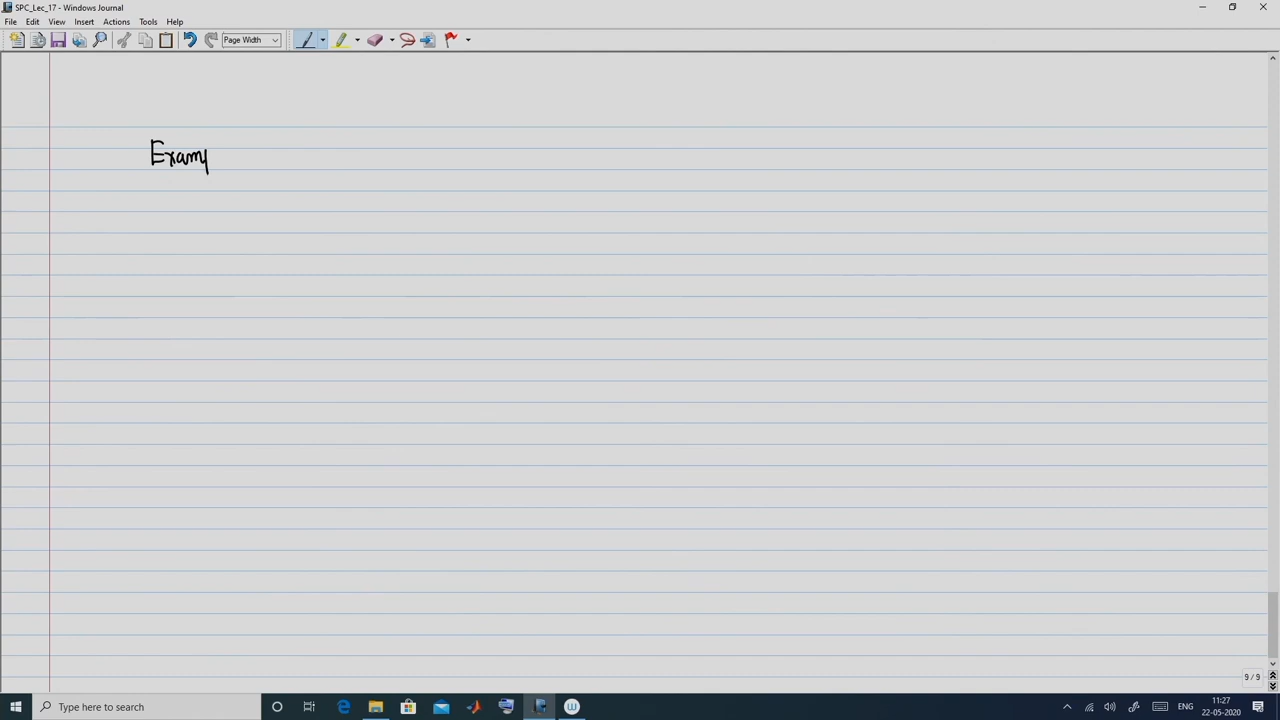 SPC_Lec_17 - Windows Journal
File Edit View Insert Actions Tools Help
Page Width
Exam
9 / 9
Type here to search
ENG
11:27
22-05-2020